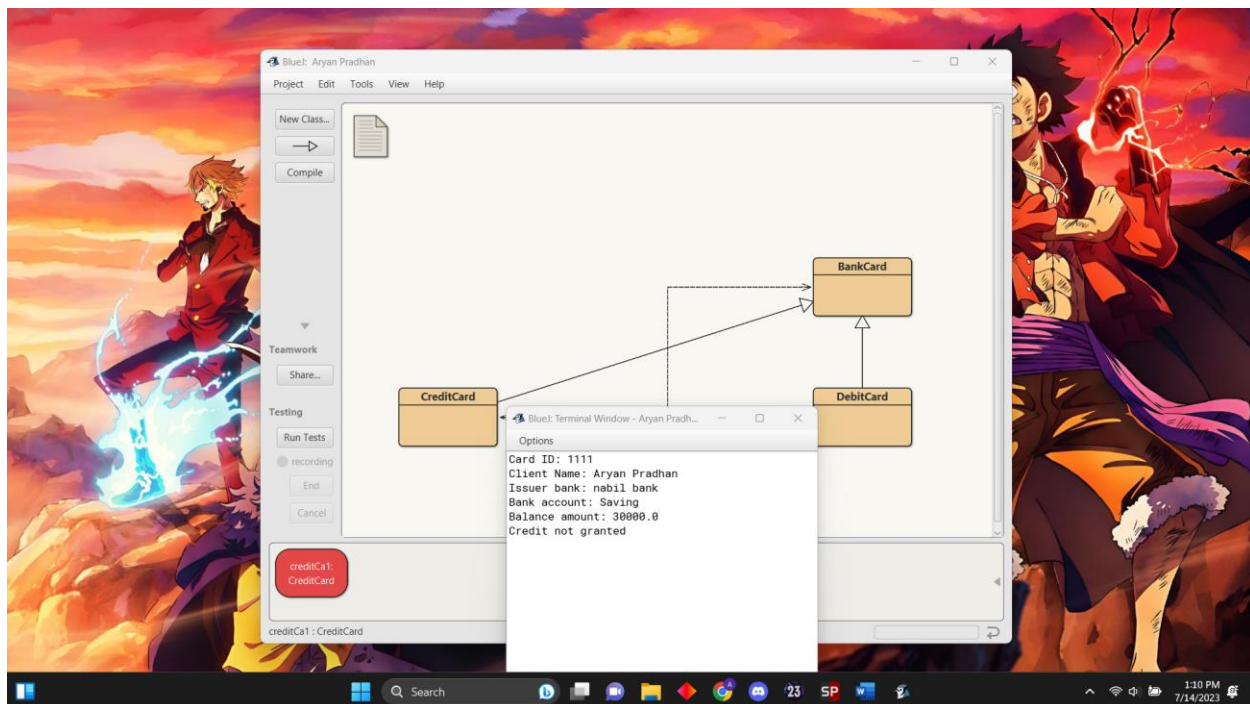 BlueJ: Aryan Pradhan
Project Edit Tools View Help
New Class...
Compile
BankCard
Teamwork
Share...
CreditCard
DebitCard
Testing
Run Tests
recording
End
Cancel
BlueJ: Terminal Window - Aryan Pradh...
Options
Card ID: 1111
Client Name: Aryan Pradhan
Issuer bank: nabil bank
Bank account: Saving
Balance amount: 30000.0
Credit not granted
creditCa1:
CreditCard
creditCa1 : CreditCard
Search
23
SP
W
1:10 PM
7/14/2023